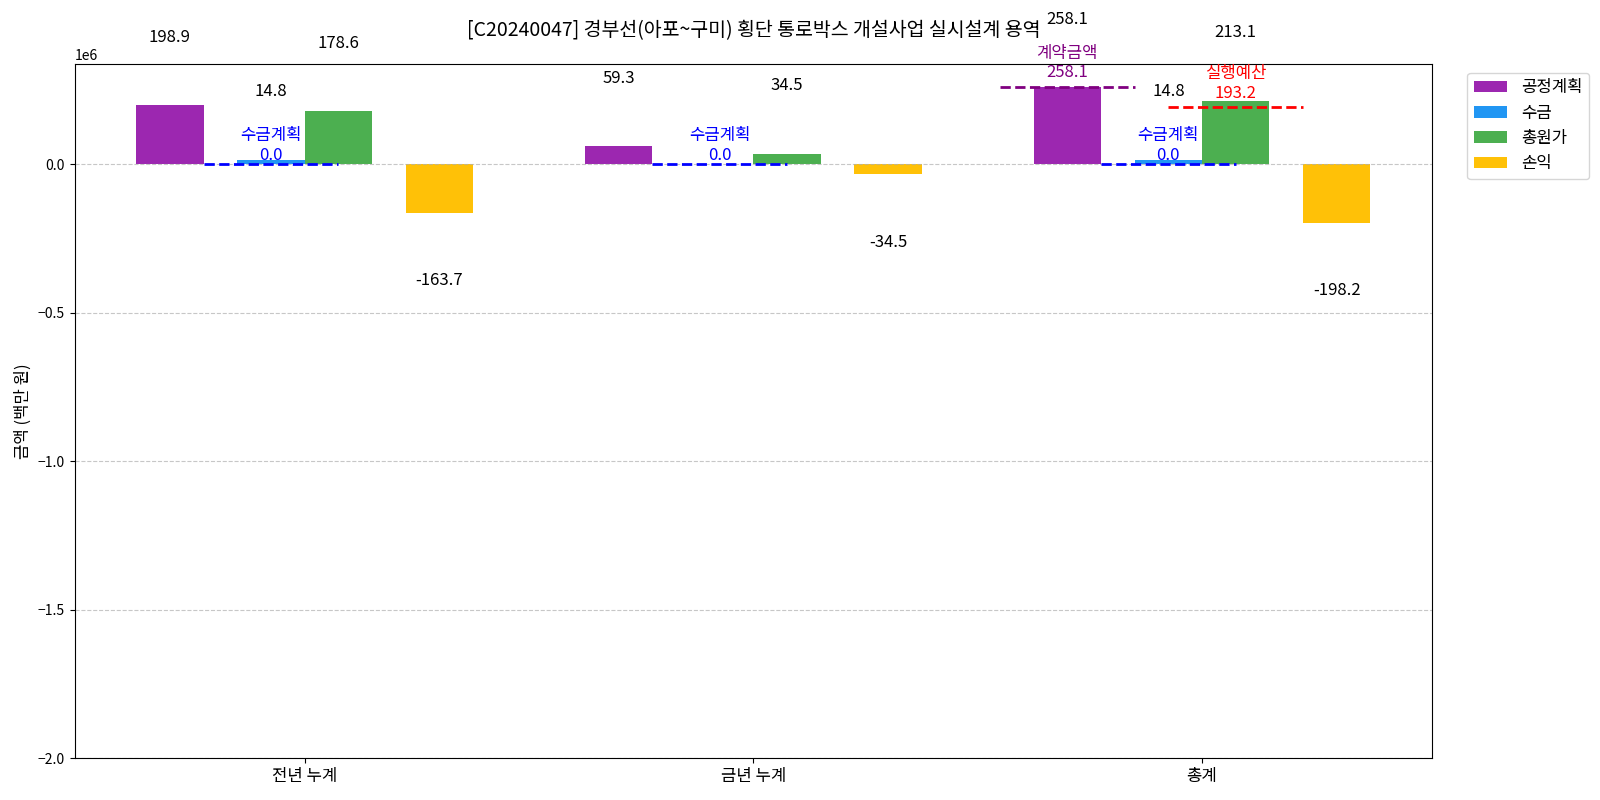 [C20240047] 경부선(아포~구미) 횡단 통로박스 개설사업 실시설계 용역
1e6
198.9
14.8
178.6
수금계획
0.0
-163.7
59.3
34.5
수금계획
0.0
-34.5
258.1
계약금액
258.1
14.8
수금계획
0.0
213.1
실행예산
193.2
-198.2
공정계획
수금
총원가
손익
금액 (백만 원)
0.0
−0.5
−1.0
−1.5
−2.0
전년 누계
금년 누계
총계